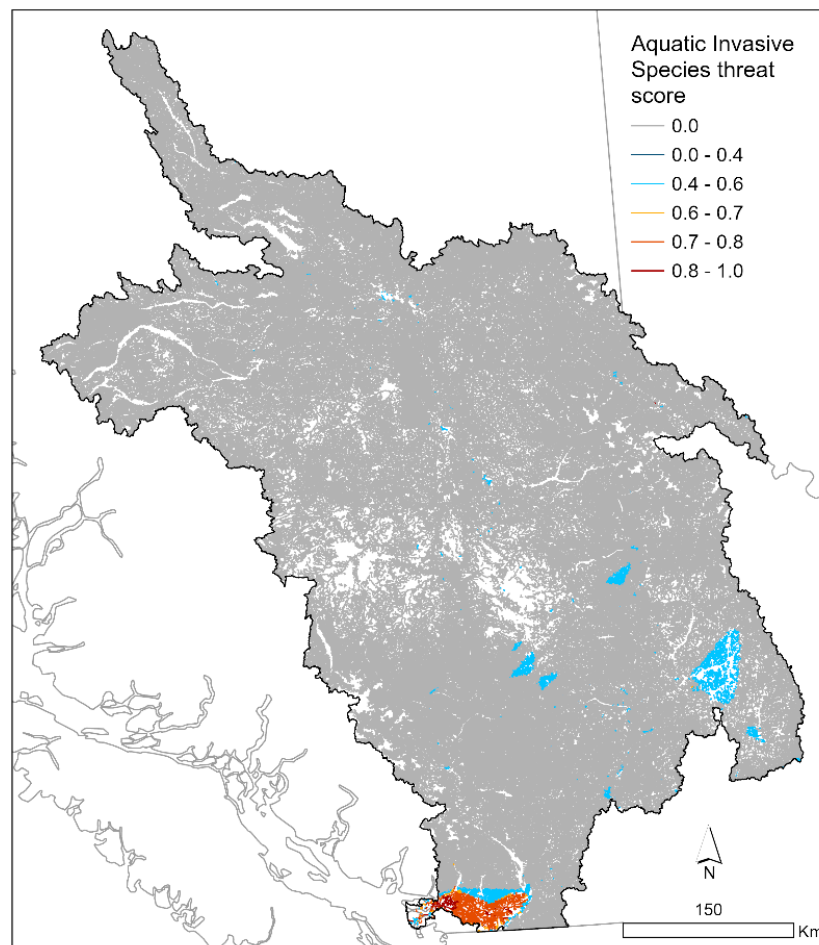 Aquatic Invasive
Species threat
score
0.0
0.0 - 0.4
0.4 - 0.6
0.6 - 0.7
0.7 - 0.8
0.8 - 1.0
N
150
Km